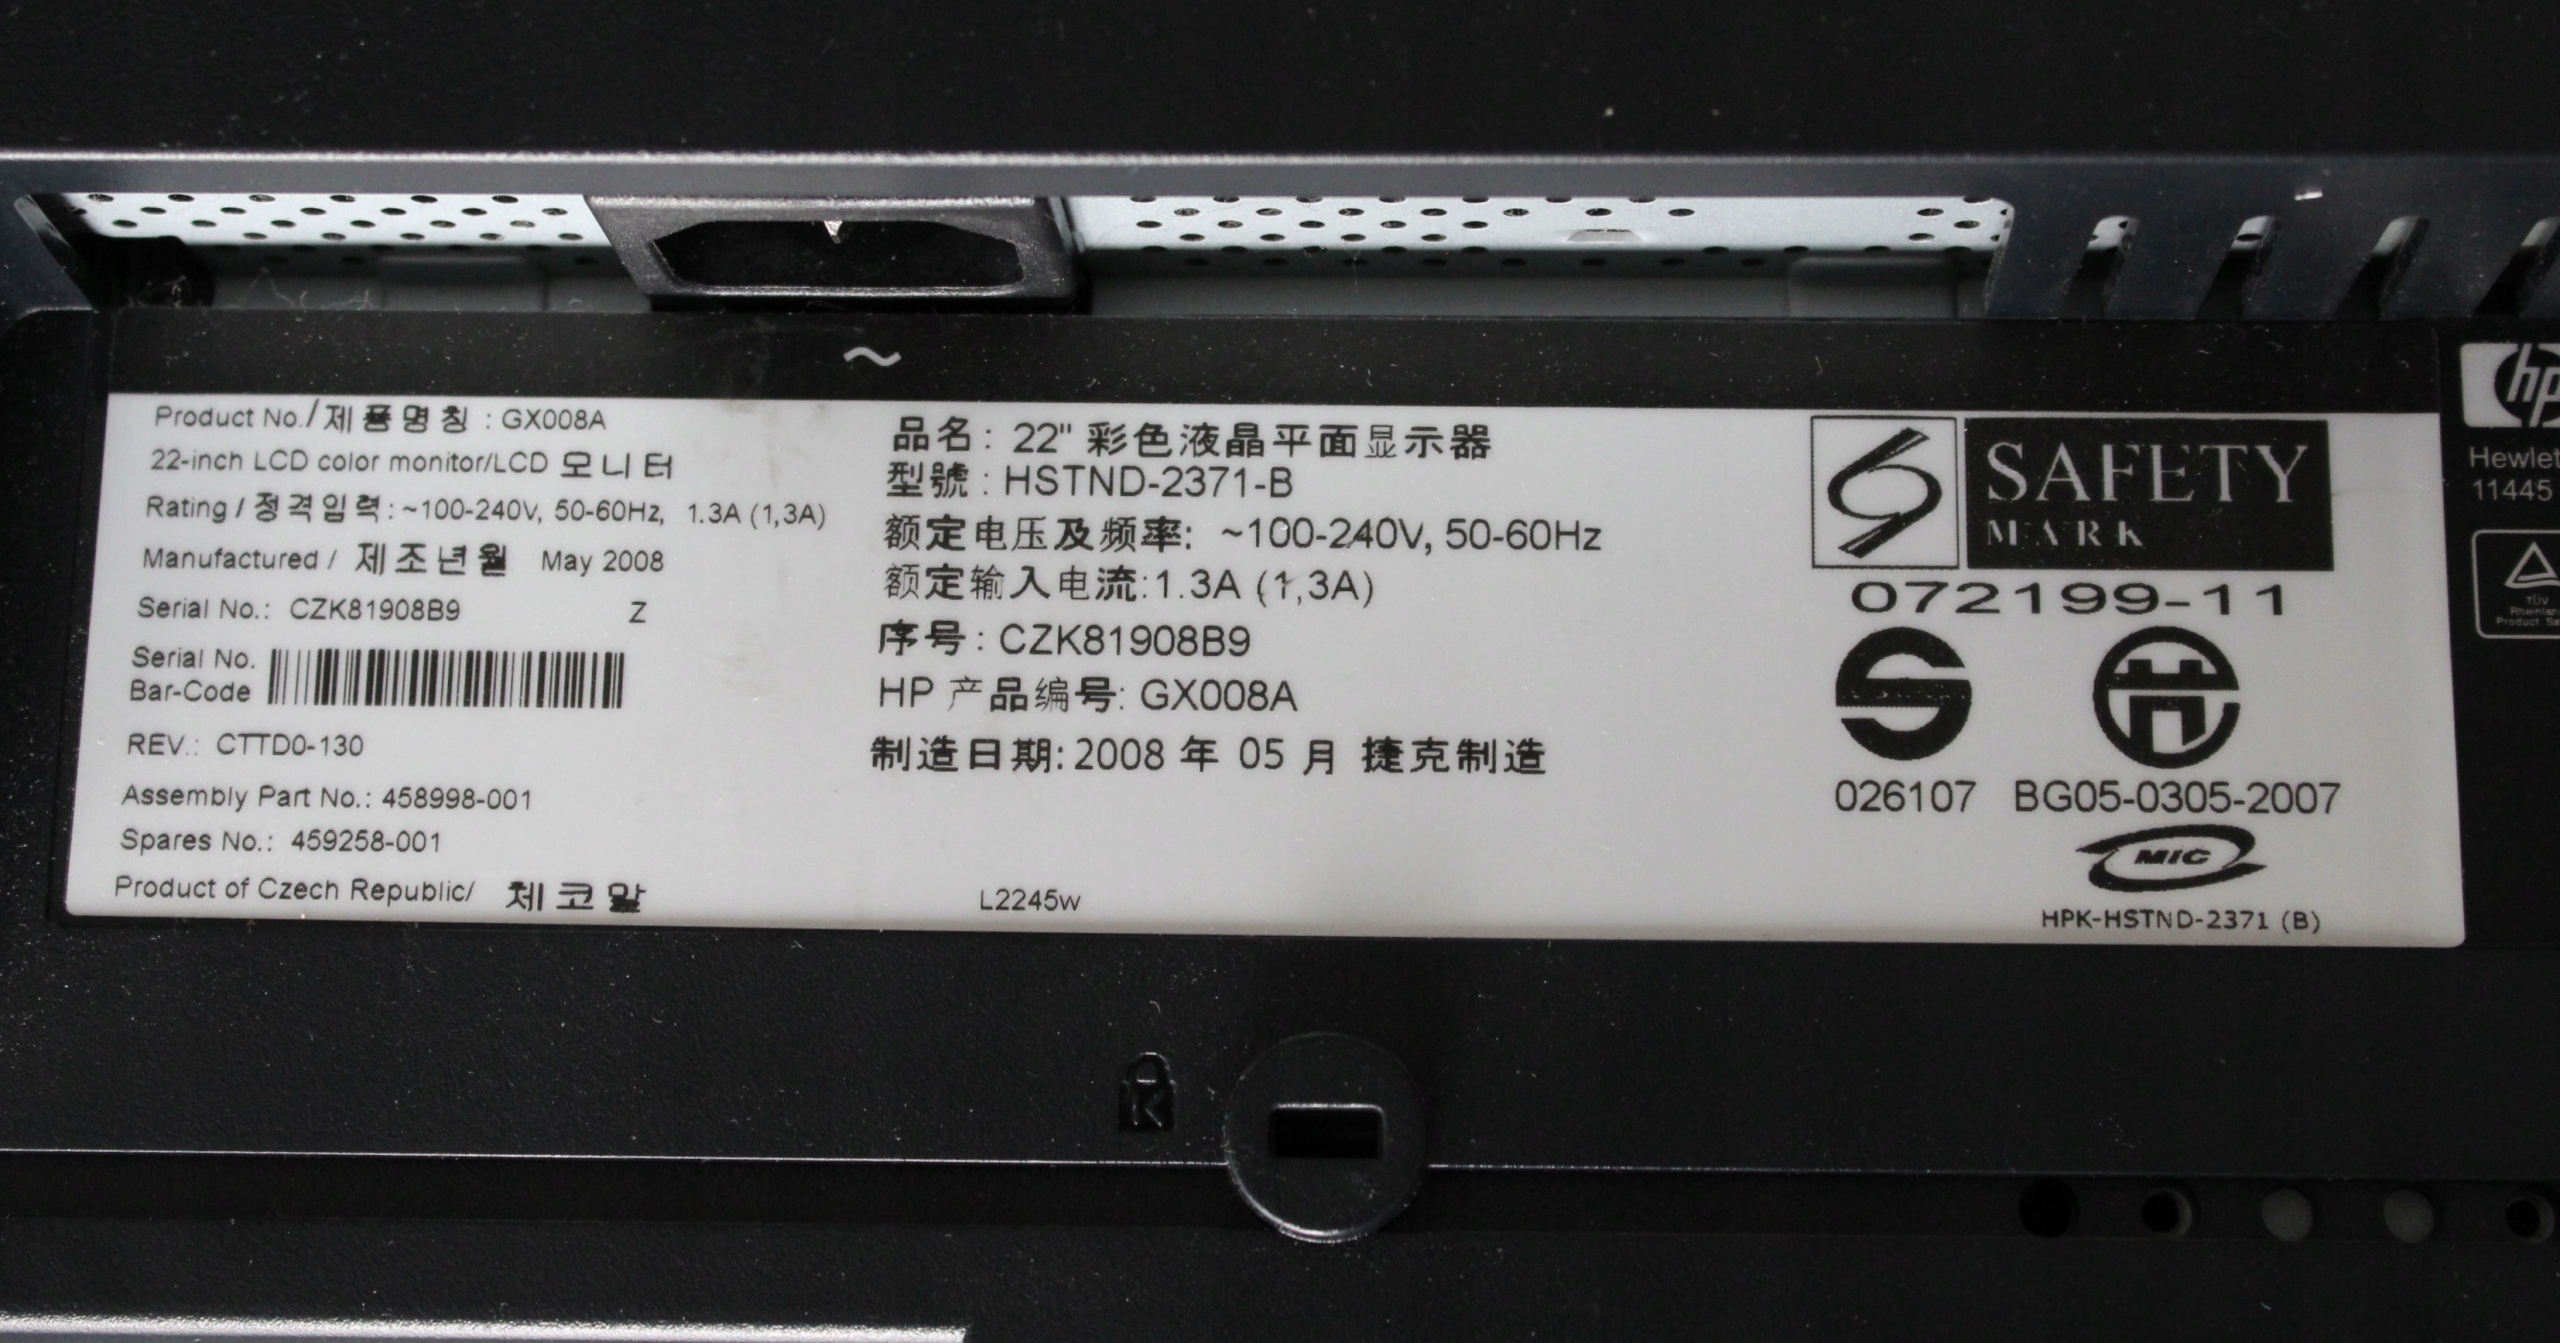 ~
Product No./제품명칭 : GX008A
22-inch LCD color monitor/LCD 모니터
Rating / 정격입력 : ~100-240V, 50-60Hz, 1.3A (1,3A)
Manufactured / 제조년월 May 2008
Serial No.: CZK81908B9 Z
Serial No.
Bar-Code
REV.: CTTD0-130
Assembly Part No.: 458998-001
Spares No.: 459258-001
Product of Czech Republic/ 체코말
品名: 22" 彩色液晶平面显示器
型號: HSTND-2371-B
额定电压及频率: ~100-240V, 50-60Hz
额定输入电流:1.3A (1,3A)
序号: CZK81908B9
HP 产品编号: GX008A
制造日期: 2008 年 05 月 捷克制造
L2245w
SAFETY
MARK
072199-11
026107 BG05-0305-2007
MIC
HPK-HSTND-2371 (B)
hp
11445
TÜV
Product
K